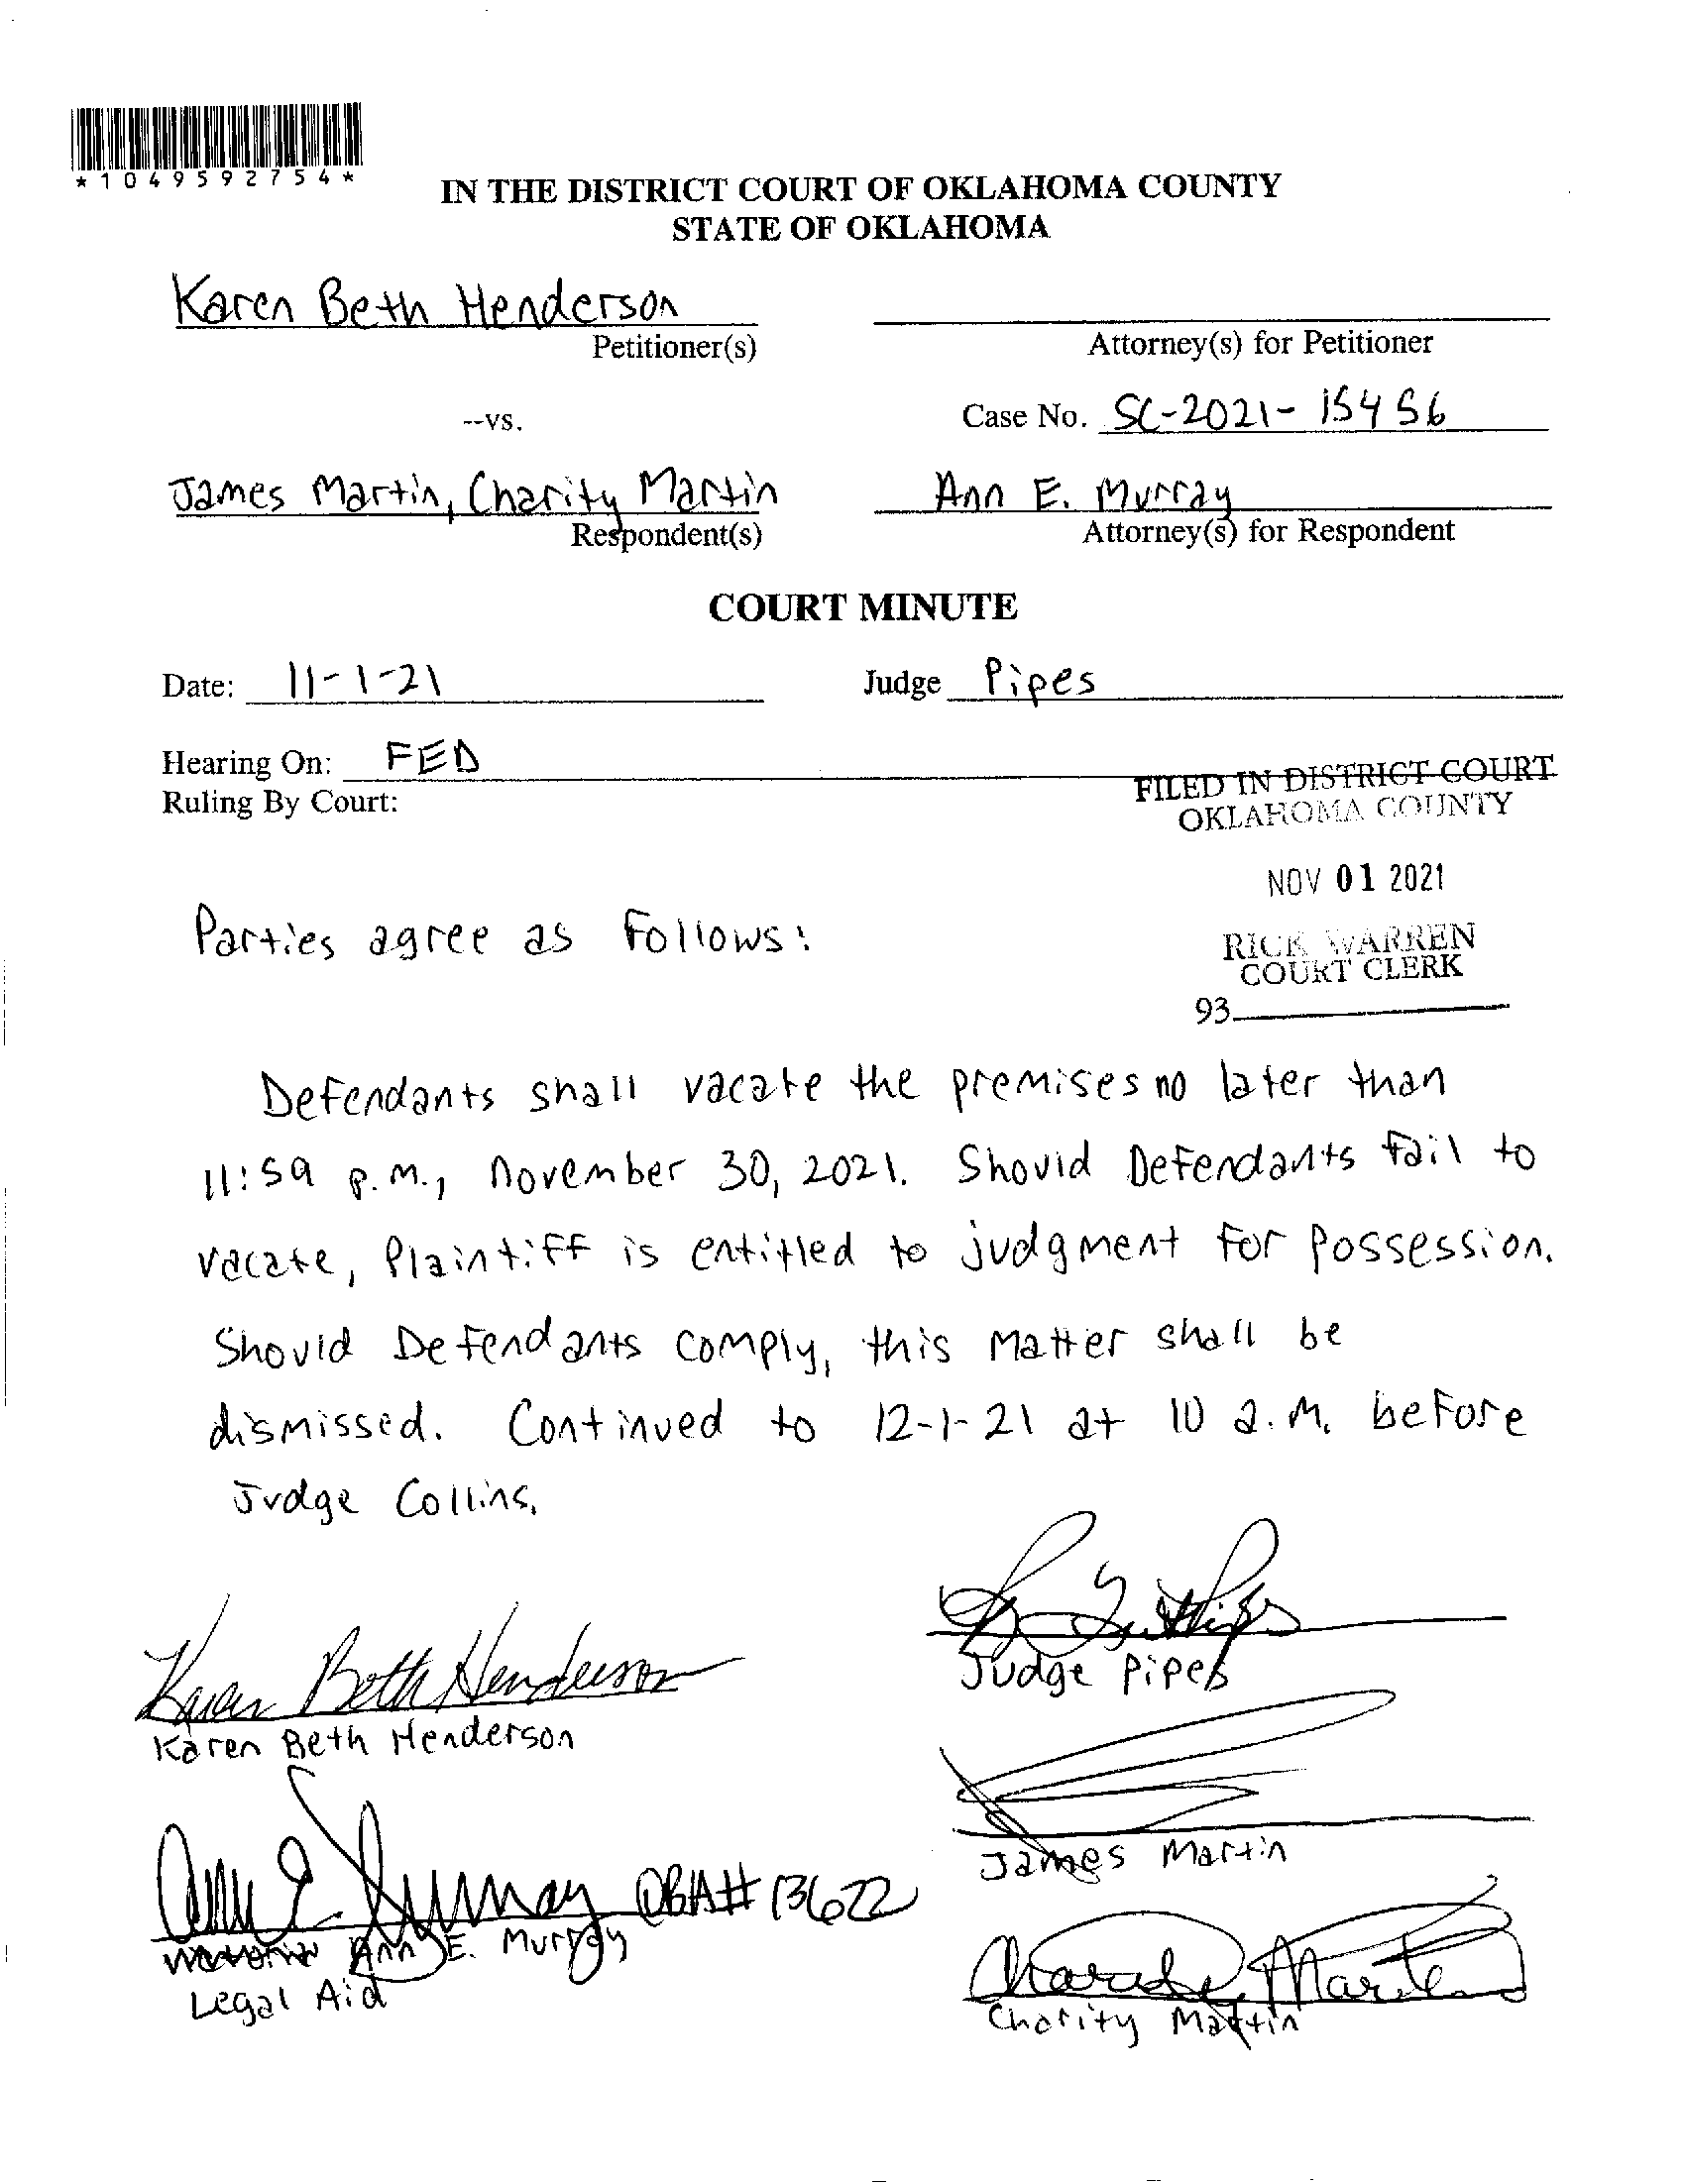 *1049592754*
IN THE DISTRICT COURT OF OKLAHOMA COUNTY
STATE OF OKLAHOMA
Karen Beth Henderson
Petitioner(s)
Attorney(s) for Petitioner
--vs.
Case No. SC-2021-15456
James Martin, Charity Martin
Respondent(s)
Ann E. Murray
Attorney(s) for Respondent
COURT MINUTE
Date: 11-1-21
Judge Pipes
Hearing On: FED
Ruling By Court:
FILED IN DISTRICT COURT
OKLAHOMA COUNTY
NOV 01 2021
RICK WARREN
COURT CLERK
93
Parties agree as follows:
Defendants shall vacate the premises no later than
11:59 p.m., November 30, 2021. Should Defendants fail to
vacate, Plaintiff is entitled to judgment for possession.
Should Defendants comply, this matter shall be
dismissed. Continued to 12-1-21 at 10 a.m. before
Judge Collins.
Judge Pipes
Karen Beth Henderson
Karen Beth Henderson
James Martin
Ann E. Murray OBA# 13622
Ann E. Murray
Legal Aid
Charity Martin
Charity Martin